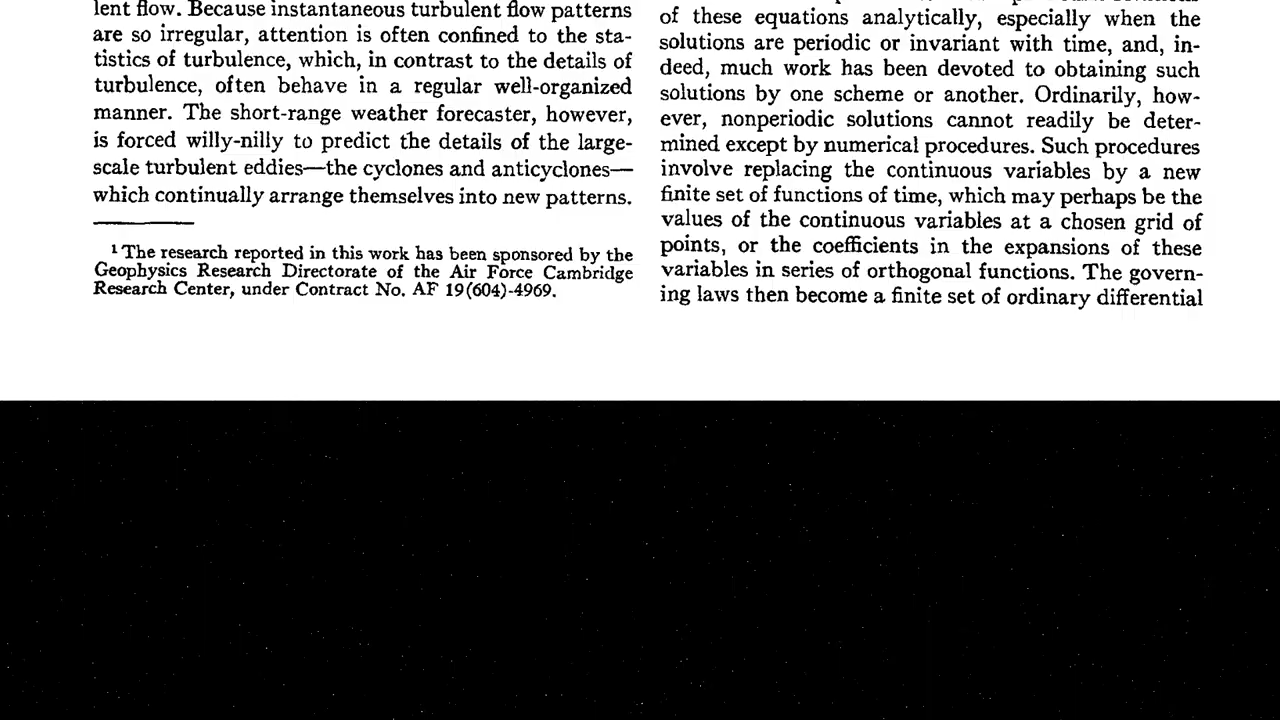 lent flow. Because instantaneous turbulent flow patterns
are so irregular, attention is often confined to the sta-
tistics of turbulence, which, in contrast to the details of
turbulence, often behave in a regular well-organized
manner. The short-range weather forecaster, however,
is forced willy-nilly to predict the details of the large-
scale turbulent eddies—the cyclones and anticyclones—
which continually arrange themselves into new patterns.
¹ The research reported in this work has been sponsored by the
Geophysics Research Directorate of the Air Force Cambridge
Research Center, under Contract No. AF 19(604)-4969.
of these equations analytically, especially when the
solutions are periodic or invariant with time, and, in-
deed, much work has been devoted to obtaining such
solutions by one scheme or another. Ordinarily, how-
ever, nonperiodic solutions cannot readily be deter-
mined except by numerical procedures. Such procedures
involve replacing the continuous variables by a new
finite set of functions of time, which may perhaps be the
values of the continuous variables at a chosen grid of
points, or the coefficients in the expansions of these
variables in series of orthogonal functions. The govern-
ing laws then become a finite set of ordinary differential